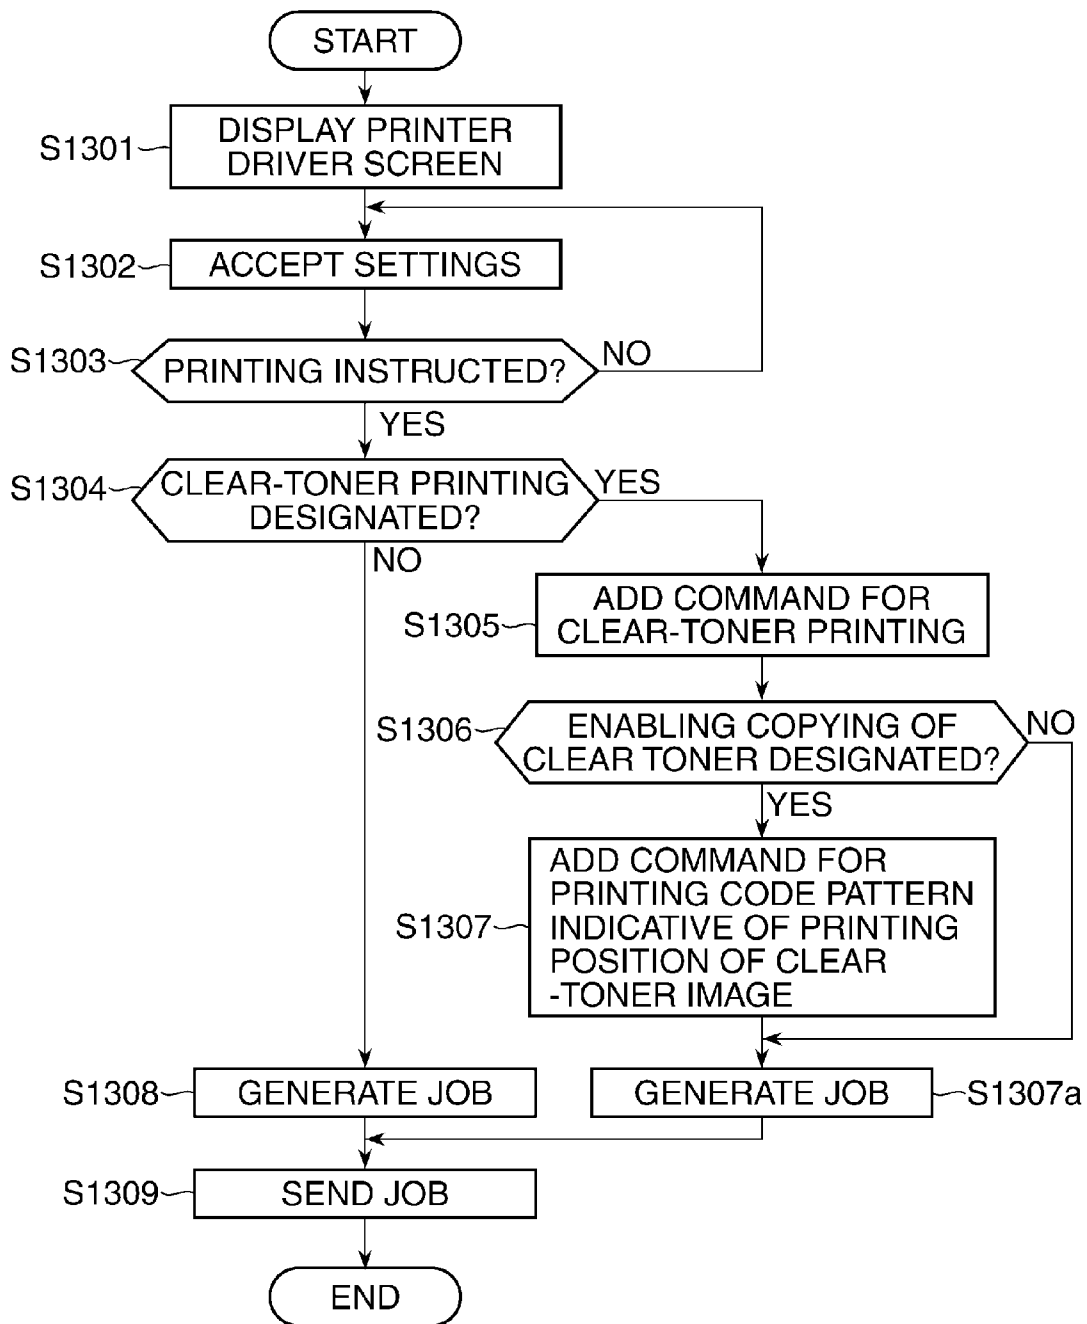 START
S1301
DISPLAY PRINTER
DRIVER SCREEN
S1302
ACCEPT SETTINGS
S1303
PRINTING INSTRUCTED?
NO
YES
S1304
CLEAR-TONER PRINTING
DESIGNATED?
YES
NO
S1305
ADD COMMAND FOR
CLEAR-TONER PRINTING
S1306
ENABLING COPYING OF
CLEAR TONER DESIGNATED?
NO
YES
S1307
ADD COMMAND FOR
PRINTING CODE PATTERN
INDICATIVE OF PRINTING
POSITION OF CLEAR
-TONER IMAGE
S1308
GENERATE JOB
GENERATE JOB
S1307a
S1309
SEND JOB
END